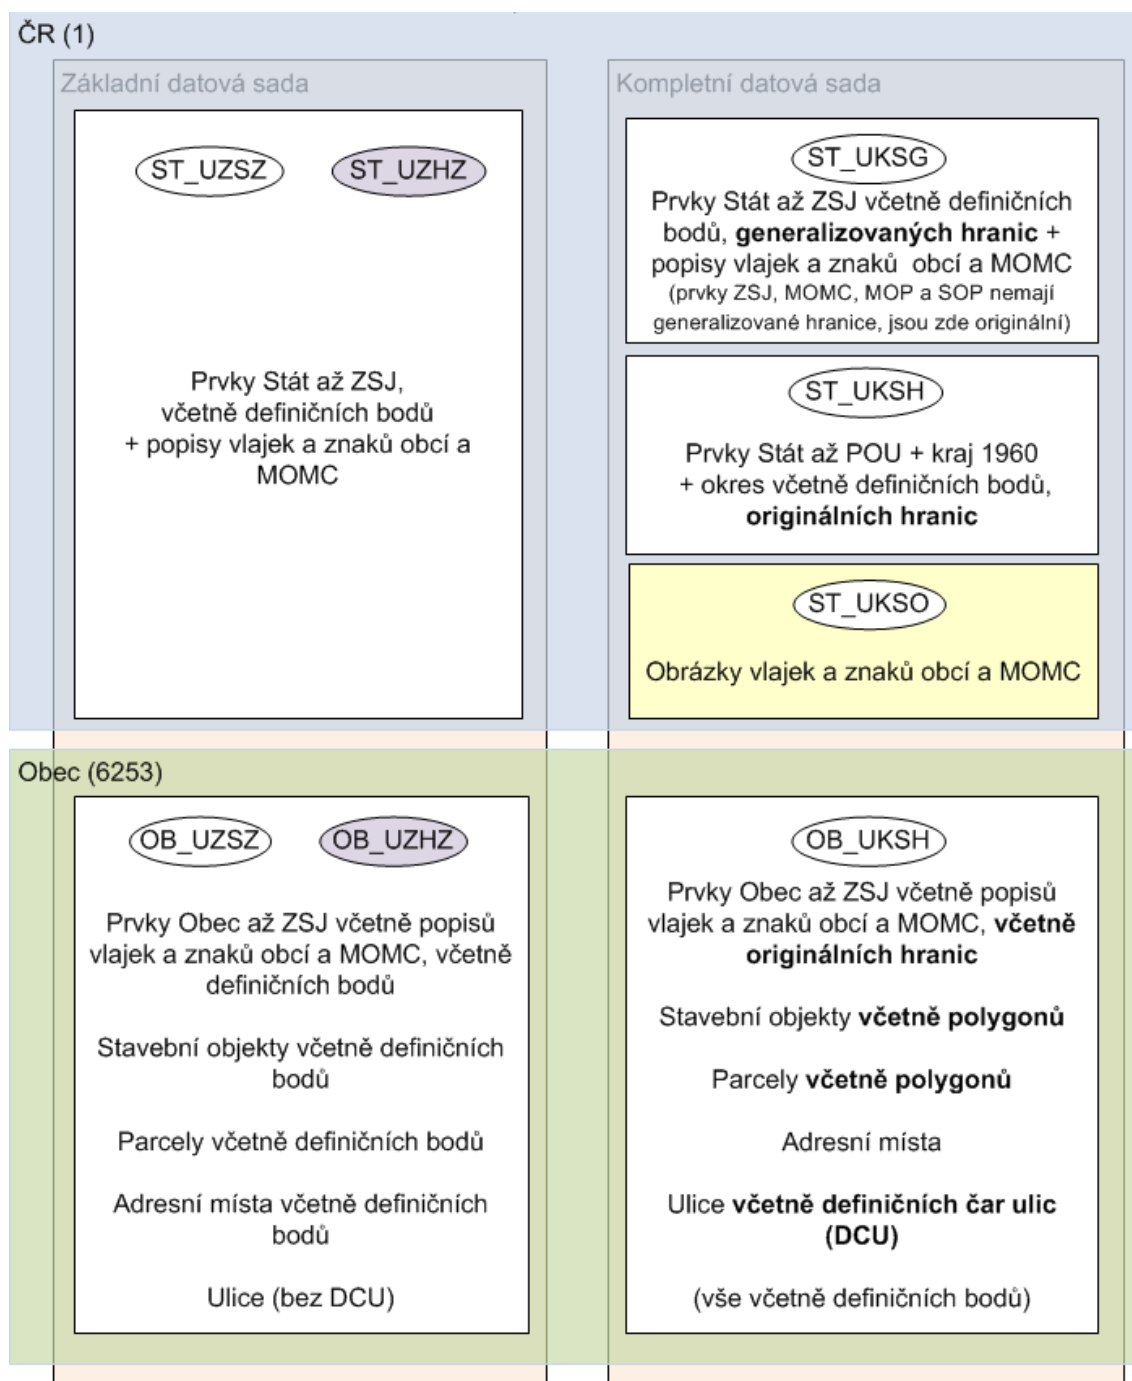 ČR (1)
Základní datová sada
ST_UZSZ
ST_UZHZ
Prvky Stát až ZSJ,
včetně definičních bodů
+ popisy vlajek a znaků obcí a
MOMC
Kompletní datová sada
ST_UKSG
Prvky Stát až ZSJ včetně definičních
bodů, generalizovaných hranic +
popisy vlajek a znaků obcí a MOMC
(prvky ZSJ, MOMC, MOP a SOP nemají
generalizované hranice, jsou zde originální)
ST_UKSH
Prvky Stát až POU + kraj 1960
+ okres včetně definičních bodů,
originálních hranic
ST_UKSO
Obrázky vlajek a znaků obcí a MOMC
Obec (6253)
OB_UZSZ
OB_UZHZ
Prvky Obec až ZSJ včetně popisů
vlajek a znaků obcí a MOMC, včetně
definičních bodů
Stavební objekty včetně definičních
bodů
Parcely včetně definičních bodů
Adresní místa včetně definičních
bodů
Ulice (bez DCU)
OB_UKSH
Prvky Obec až ZSJ včetně popisů
vlajek a znaků obcí a MOMC, včetně
originálních hranic
Stavební objekty včetně polygonů
Parcely včetně polygonů
Adresní místa
Ulice včetně definičních čar ulic
(DCU)
(vše včetně definičních bodů)